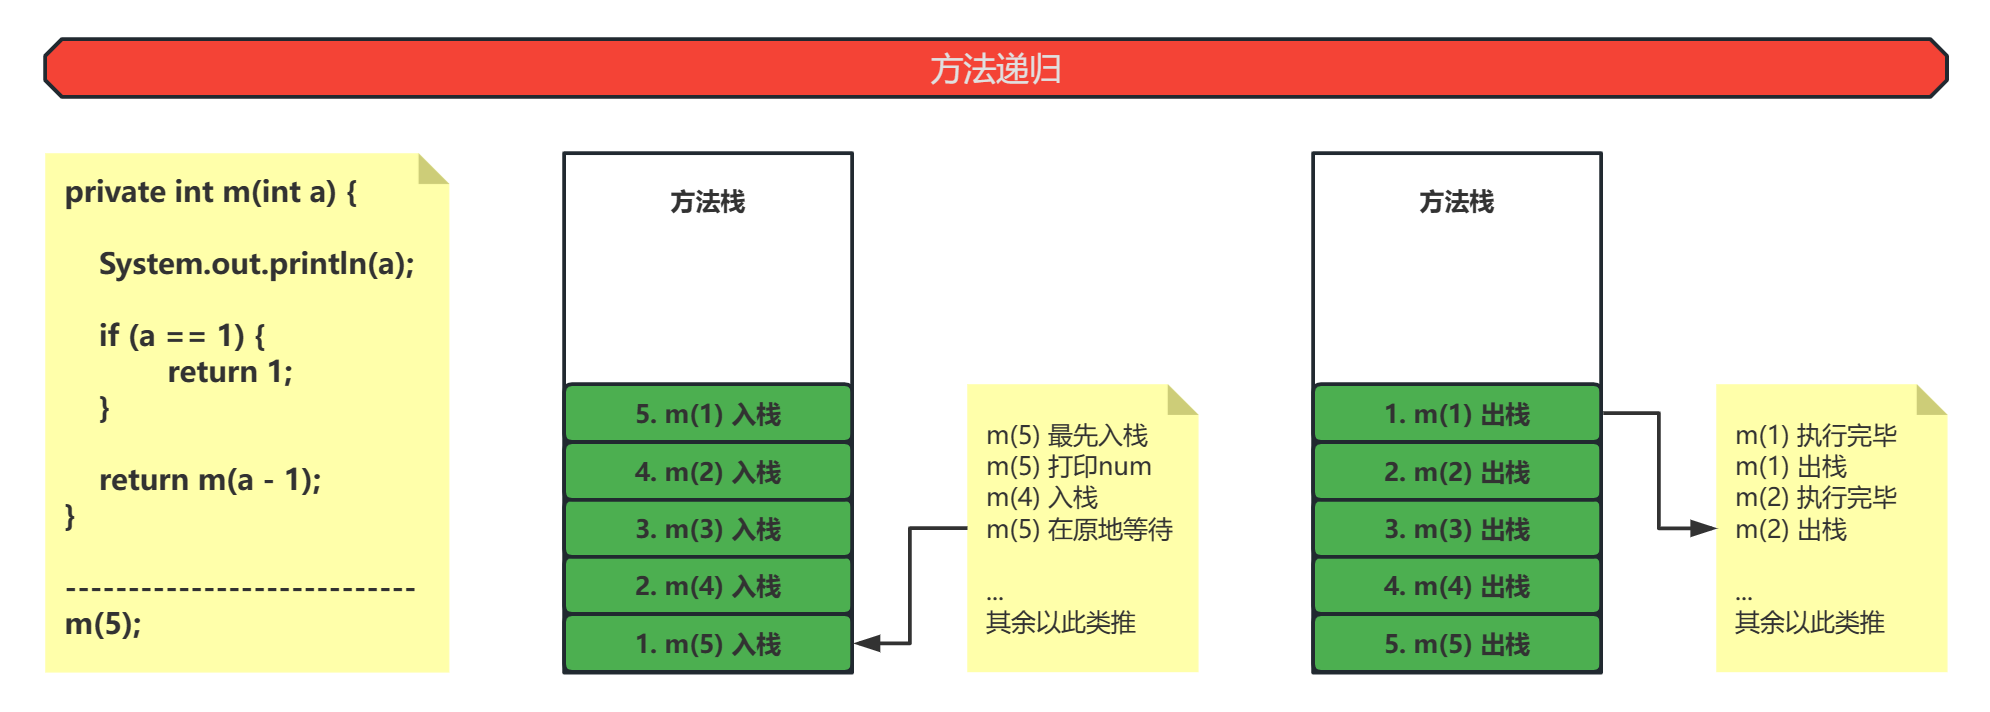 方法递归
private int m(int a) {
System.out.println(a);
if (a == 1) {
return 1;
}
return m(a - 1);
}
----------------------------
m(5);
方法栈
5. m(1) 入栈
4. m(2) 入栈
3. m(3) 入栈
2. m(4) 入栈
1. m(5) 入栈
m(5) 最先入栈
m(5) 打印num
m(4) 入栈
m(5) 在原地等待
...
其余以此类推
方法栈
1. m(1) 出栈
2. m(2) 出栈
3. m(3) 出栈
4. m(4) 出栈
5. m(5) 出栈
m(1) 执行完毕
m(1) 出栈
m(2) 执行完毕
m(2) 出栈
...
其余以此类推